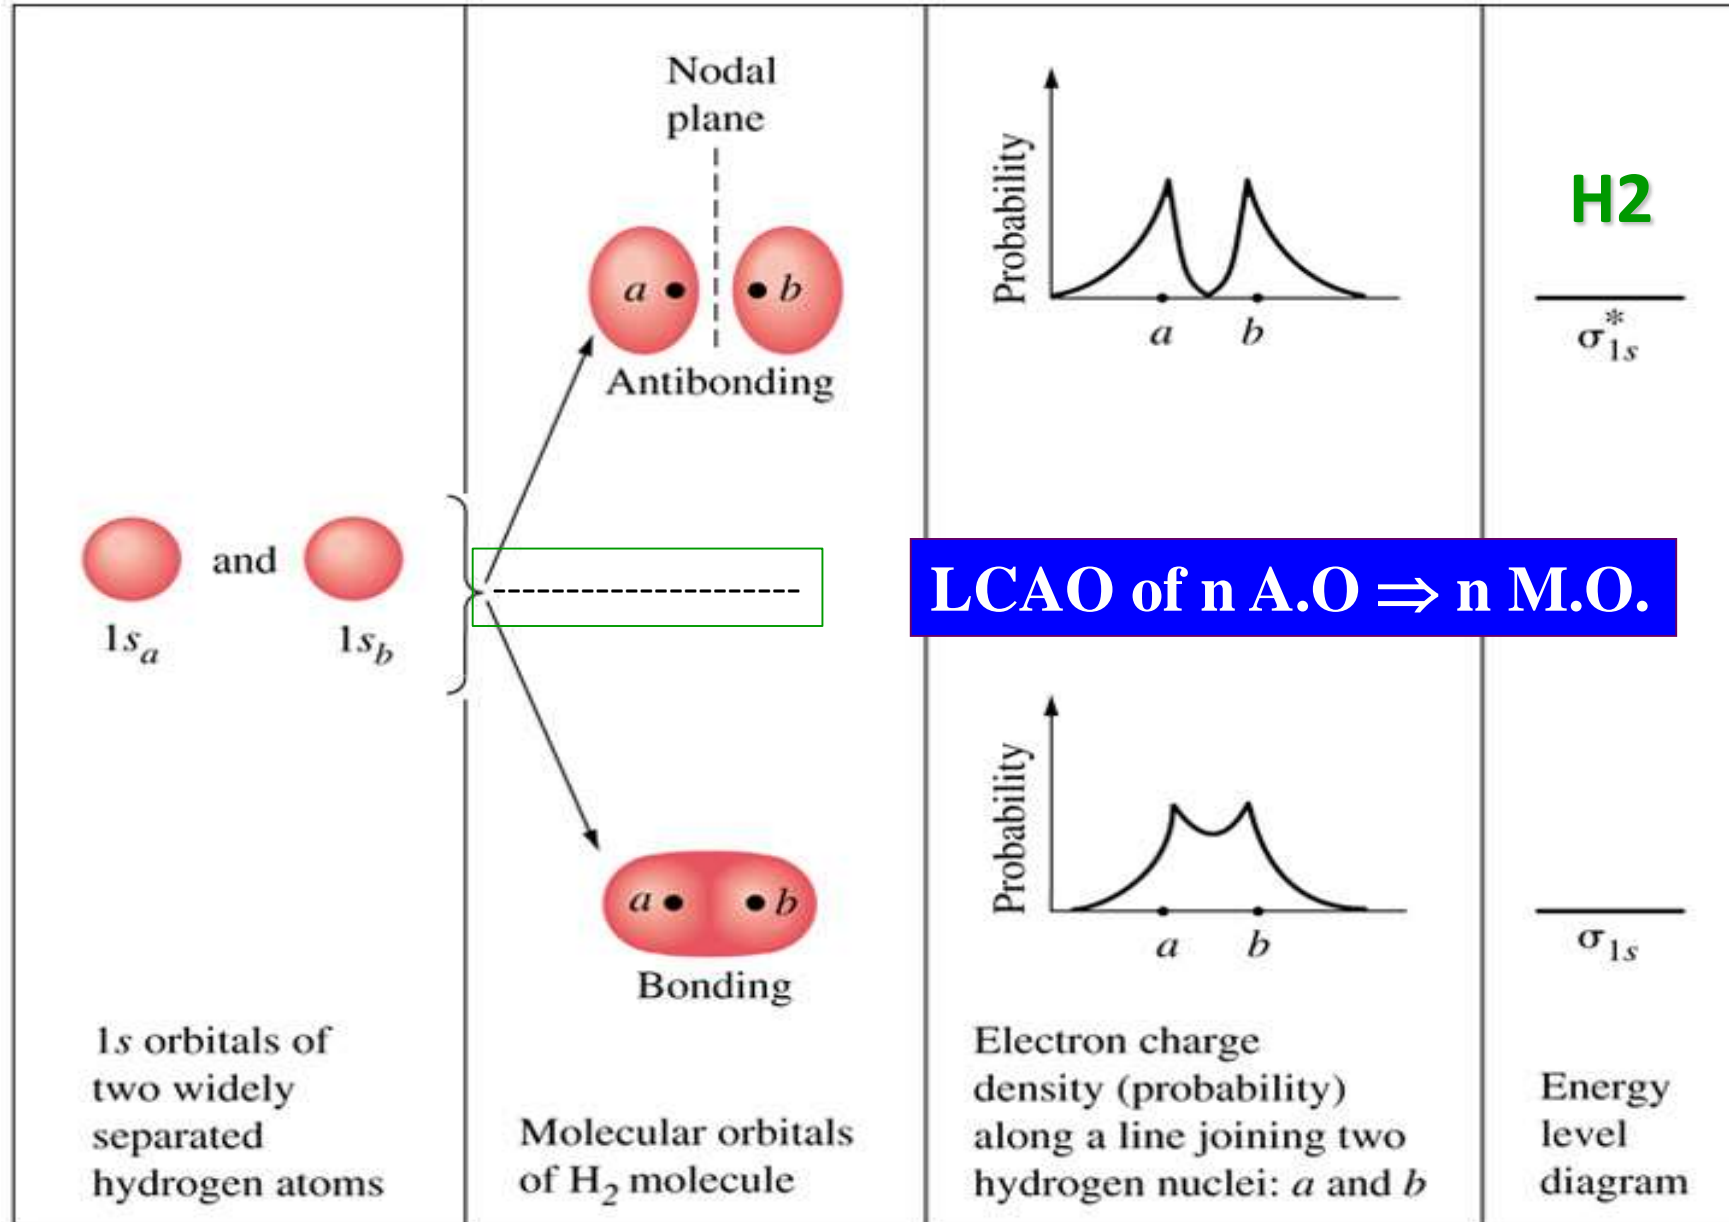 Nodal
plane
a
b
Antibonding
Probability
a
b
H2
σ*1s
and
1sa
1sb
LCAO of n A.O ⇒ n M.O.
a
b
Bonding
Probability
a
b
σ1s
1s orbitals of
two widely
separated
hydrogen atoms
Molecular orbitals
of H2 molecule
Electron charge
density (probability)
along a line joining two
hydrogen nuclei: a and b
Energy
level
diagram